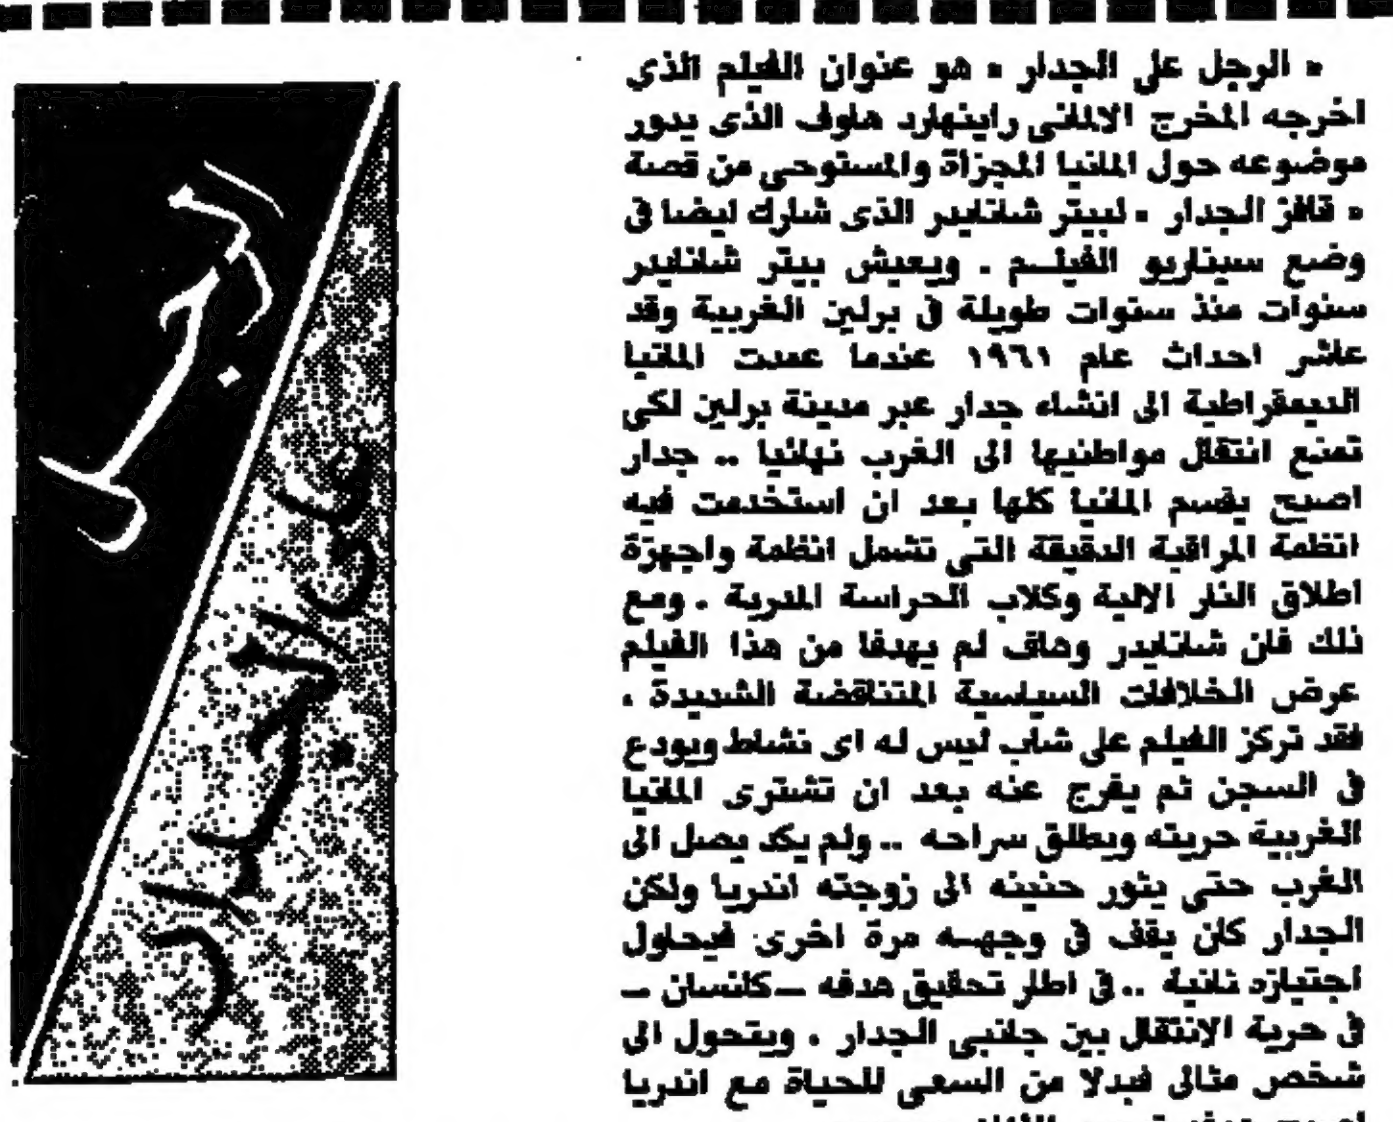 الرجل
على الجدار
« الرجل على الجدار » هو عنوان الفيلم الذى
اخرجه المخرج الالمانى راينهارد هاوف الذى يدور
موضوعه حول المانيا المجزأة والمستوحى من قصة
« قافز الجدار » لبيتر شنايدر الذى شارك ايضا فى
وضع سيناريو الفيلم . ويعيش بيتر شنايدر
سنوات منذ سنوات طويلة فى برلين الغربية وقد
عاشر احداث عام ١٩٦١ عندما عمدت المانيا
الديمقراطية الى انشاء جدار عبر مدينة برلين لكى
تمنع انتقال مواطنيها الى الغرب نهائيا .. جدار
اصبح يقسم المانيا كلها بعد ان استخدمت فيه
انظمة المراقبة الدقيقة التى تشمل انظمة واجهزة
اطلاق النار الالية وكلاب الحراسة المدربة . ومع
ذلك فان شنايدر وهاف لم يهدفا من هذا الفيلم
عرض الخلافات السياسية المتناقضة الشديدة ،
فقد تركز الفيلم على شاب ليس له اى نشاط ويودع
فى السجن ثم يفرج عنه بعد ان تشترى المانيا
الغربية حريته ويطلق سراحه .. ولم يكد يصل الى
الغرب حتى يثور حنينه الى زوجته اندريا ولكن
الجدار كان يقف فى وجهه مرة اخرى فيحاول
اجتيازه ثانية .. فى اطار تحقيق هدفه ــ كانسان ــ
فى حرية الانتقال بين جانبى الجدار . ويتحول الى
شخص مثالى فبدلا من السعى للحياة مع اندريا